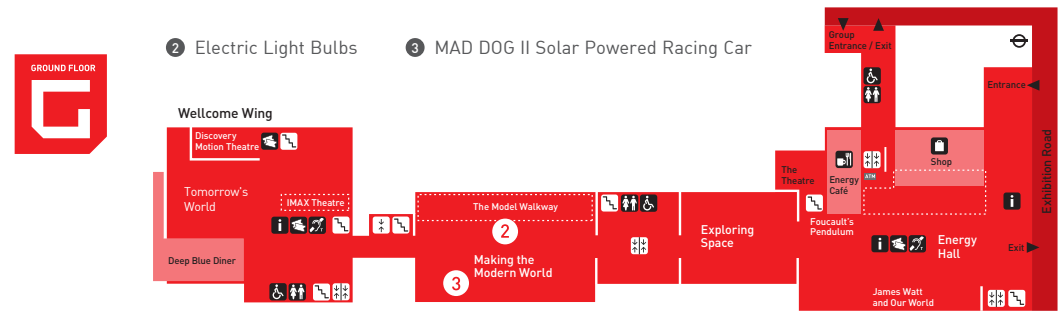 2 Electric Light Bulbs
3 MAD DOG II Solar Powered Racing Car
GROUND FLOOR
G
Group
Entrance / Exit
Entrance
Exhibition Road
Wellcome Wing
Discovery
Motion Theatre
Tomorrow's
World
IMAX Theatre
Deep Blue Diner
The Model Walkway
2
Making the
Modern World
3
Exploring
Space
The
Theatre
Energy
Café
ATM
Shop
i
Foucault's
Pendulum
i
i
Energy
Hall
Exit
James Watt
and Our World